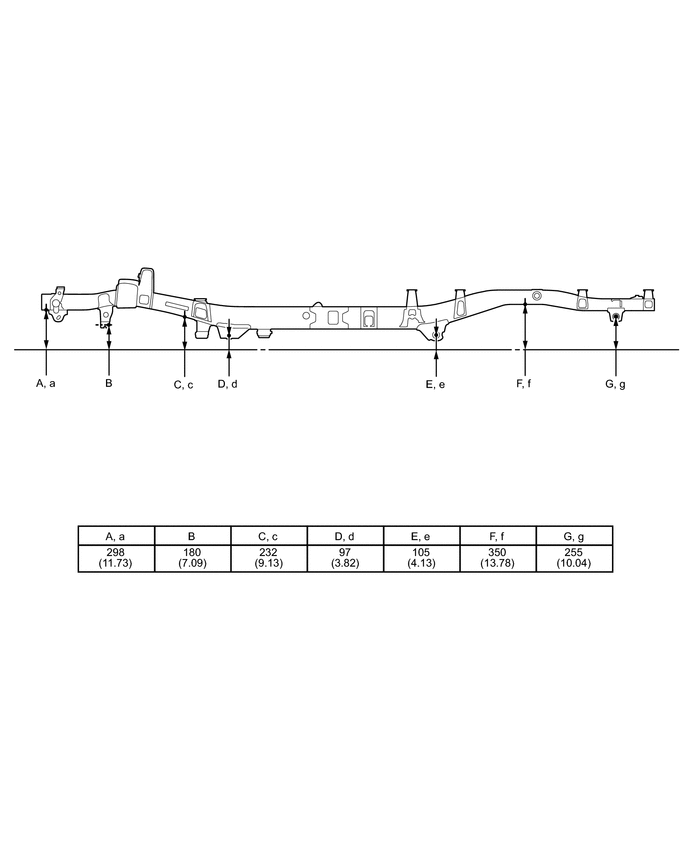 A, a
B
C, c
D, d
E, e
F, f
G, g
A, a B C, c D, d E, e F, f G, g
298 180 232 97 105 350 255
(11.73) (7.09) (9.13) (3.82) (4.13) (13.78) (10.04)